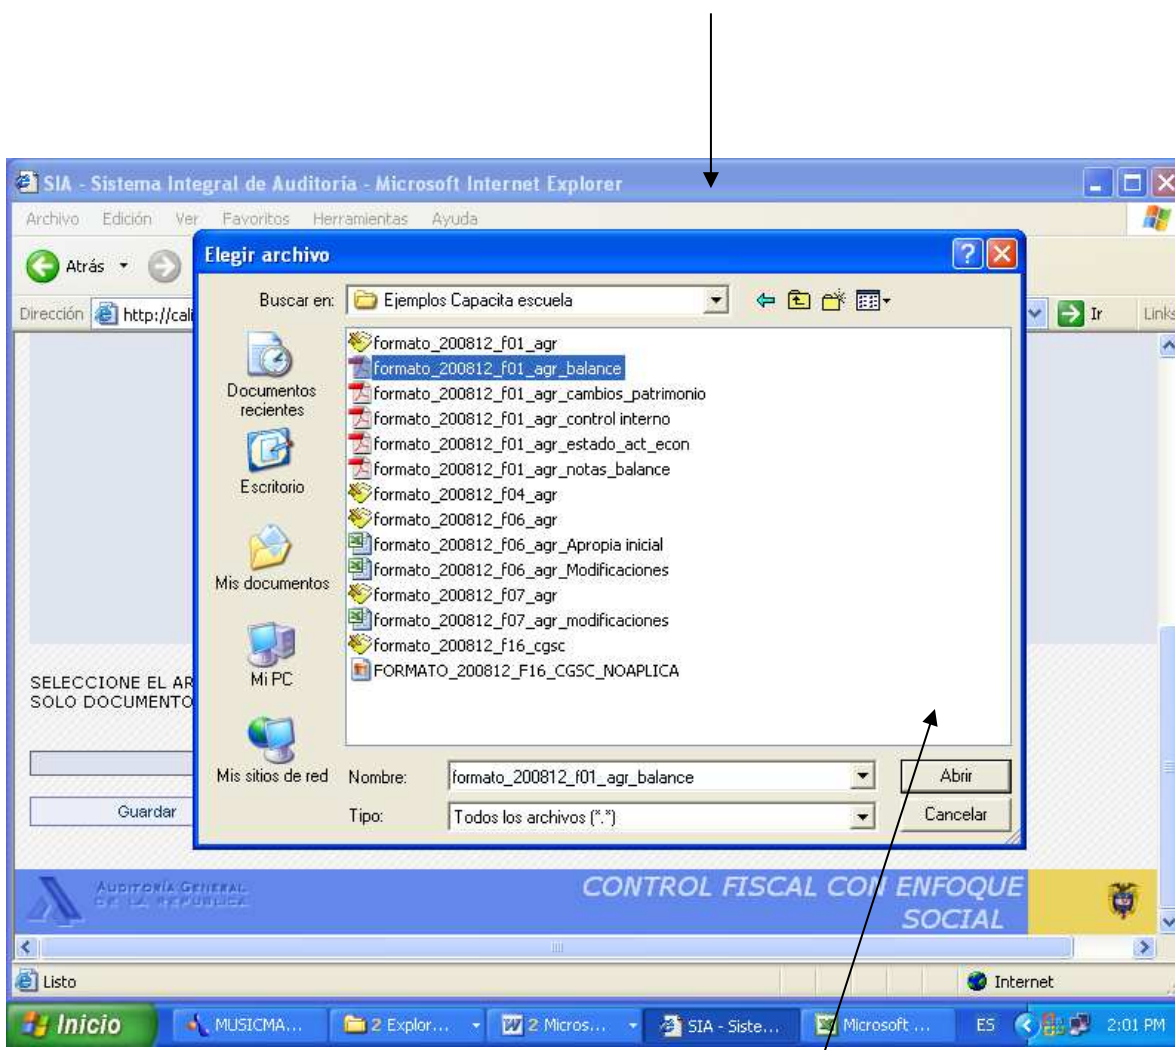 SIA - Sistema Integral de Auditoría - Microsoft Internet Explorer
Archivo Edición Ver Favoritos Herramientas Ayuda
Atrás
Dirección http://cali
Ir Links
Elegir archivo
Buscar en: Ejemplos Capacita escuela
Documentos recientes
Escritorio
Mis documentos
Mi PC
Mis sitios de red
formato_200812_f01_agr
formato_200812_f01_agr_balance
formato_200812_f01_agr_cambios_patrimonio
formato_200812_f01_agr_control interno
formato_200812_f01_agr_estado_act_econ
formato_200812_f01_agr_notas_balance
formato_200812_f04_agr
formato_200812_f06_agr
formato_200812_f06_agr_Apropia inicial
formato_200812_f06_agr_Modificaciones
formato_200812_f07_agr
formato_200812_f07_agr_modificaciones
formato_200812_f16_cgsc
FORMATO_200812_F16_CGSC_NOAPLICA
Nombre: formato_200812_f01_agr_balance Abrir
Tipo: Todos los archivos (*.*) Cancelar
SELECCIONE EL AR
SOLO DOCUMENTO
Guardar
AUDITORÍA GENERAL
DE LA REPUBLICA
CONTROL FISCAL CON ENFOQUE
SOCIAL
Listo Internet
Inicio MUSICMA... 2 Explor... 2 Micros... SIA - Siste... Microsoft ... ES 2:01 PM